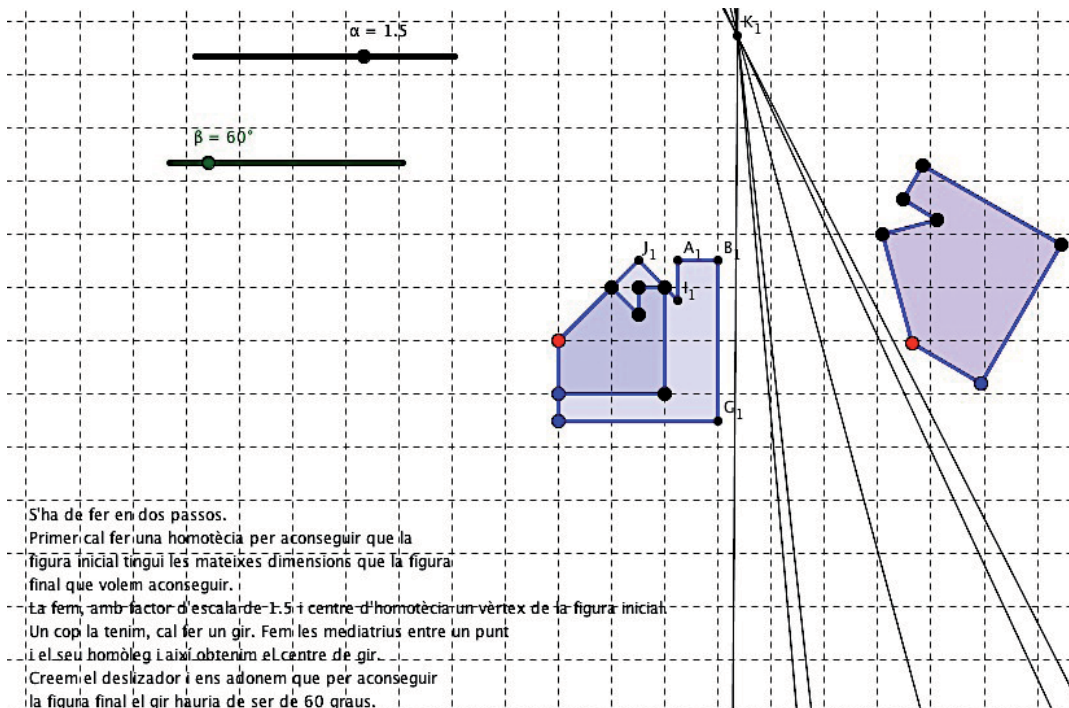 α = 1.5
K₁
β = 60°
J₁ A₁ B₁
I₁
G₁
S'ha de fer en dos passos.
Primer cal fer una homotècia per aconseguir que la
figura inicial tingui les mateixes dimensions que la figura
final que volem aconseguir.
La fem, amb factor d'escala de 1.5 i centre d'homotècia un vèrtex de la figura inicial.
Un cop la tenim, cal fer un gir. Fem les mediatrius entre un punt
i el seu homòleg i així obtenim el centre de gir.
Creem el deslizador i ens adonem que per aconseguir
la figura final el gir hauria de ser de 60 graus.